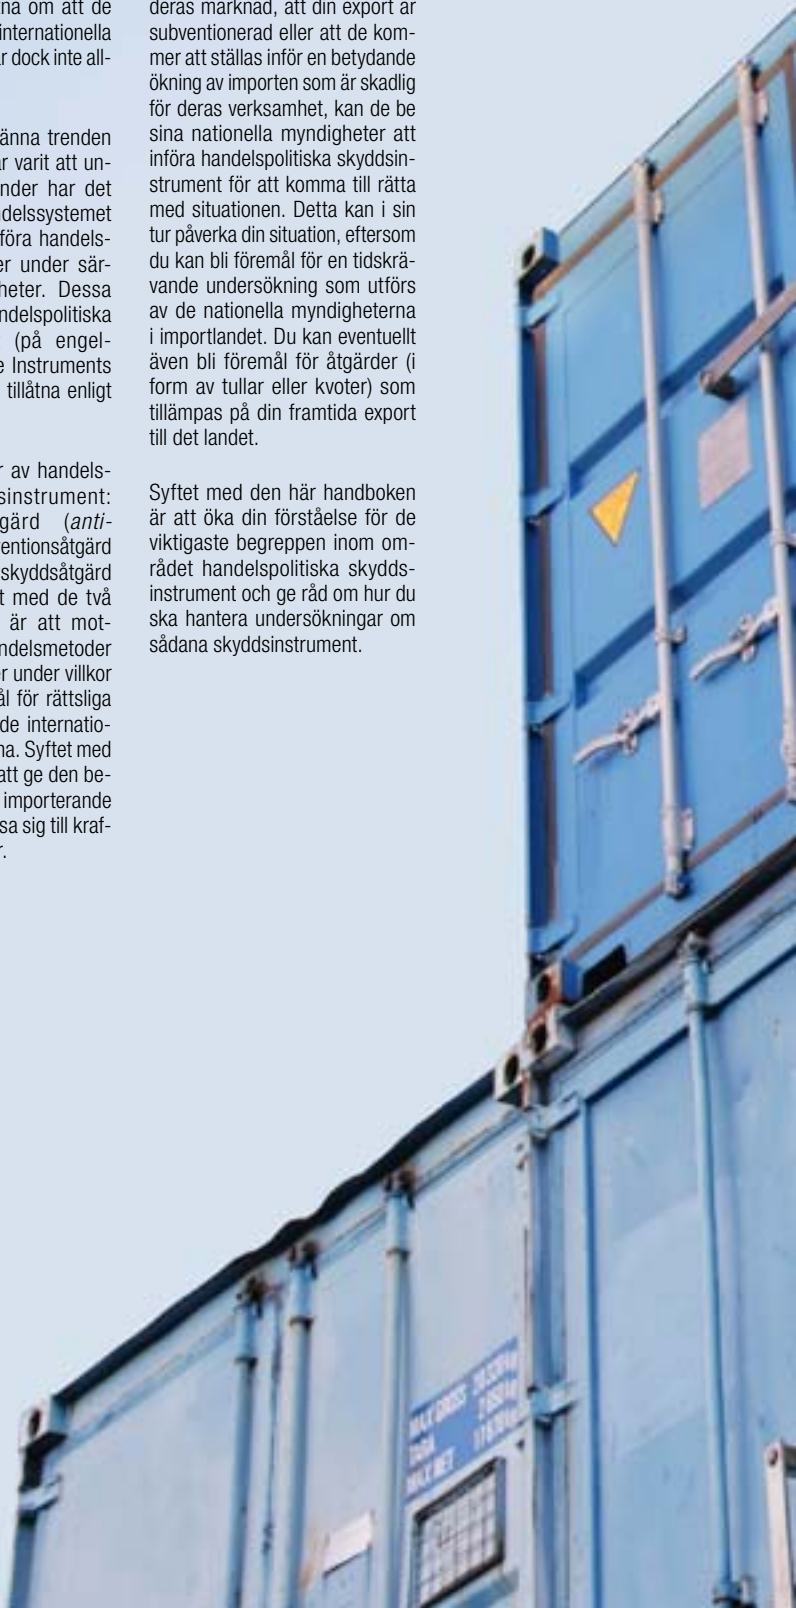 na om att de
internationella
r dock inte all-
änna trenden
r varit att un-
nder har det
ndelssystemet
föra handels-
er under sär-
heter. Dessa
ndelspolitiska
(på engel-
e Instruments
tillåtna enligt
r av handels-
sinstrument:
gärd (anti-
entionsåtgärd
skyddsåtgärd
t med de två
är att mot-
ndelsmetoder
r under villkor
ål för rättsliga
de internatio-
na. Syftet med
att ge den be-
importerande
sa sig till kraf-
r.
deras marknad, att din export är
subventionerad eller att de kom-
mer att ställas inför en betydande
ökning av importen som är skadlig
för deras verksamhet, kan de be
sina nationella myndigheter att
införa handelspolitiska skyddsin-
strument för att komma till rätta
med situationen. Detta kan i sin
tur påverka din situation, eftersom
du kan bli föremål för en tidskrä-
vande undersökning som utförs
av de nationella myndigheterna
i importlandet. Du kan eventuellt
även bli föremål för åtgärder (i
form av tullar eller kvoter) som
tillämpas på din framtida export
till det landet.
Syftet med den här handboken
är att öka din förståelse för de
viktigaste begreppen inom om-
rådet handelspolitiska skydds-
instrument och ge råd om hur du
ska hantera undersökningar om
sådana skyddsinstrument.
MAX GROSS
TARA
MAX NET